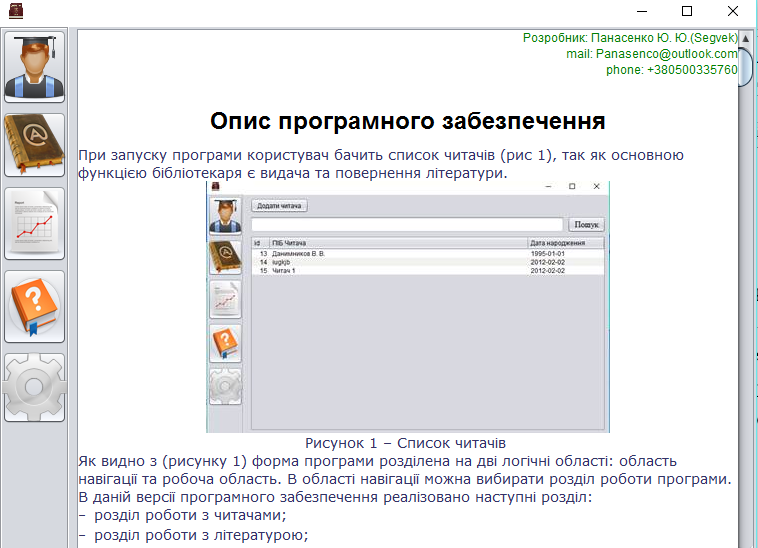 Розробник: Панасенко Ю. Ю.(Segvek)
mail: Panasenco@outlook.com
phone: +380500335760
Опис програмного забезпечення
При запуску програми користувач бачить список читачів (рис 1), так як основною
функцією бібліотекаря є видача та повернення літератури.
Додати читача
Пошук
id ПІБ Читача Дата народження
13 Данимников В. В. 1995-01-01
14 iugkjb 2012-02-02
15 Читач 1 2012-02-02
Рисунок 1 – Список читачів
Як видно з (рисунку 1) форма програми розділена на дві логічні області: область
навігації та робоча область. В області навігації можна вибирати розділ роботи програми.
В даній версії програмного забезпечення реалізовано наступні розділ:
– розділ роботи з читачами;
– розділ роботи з літературою;